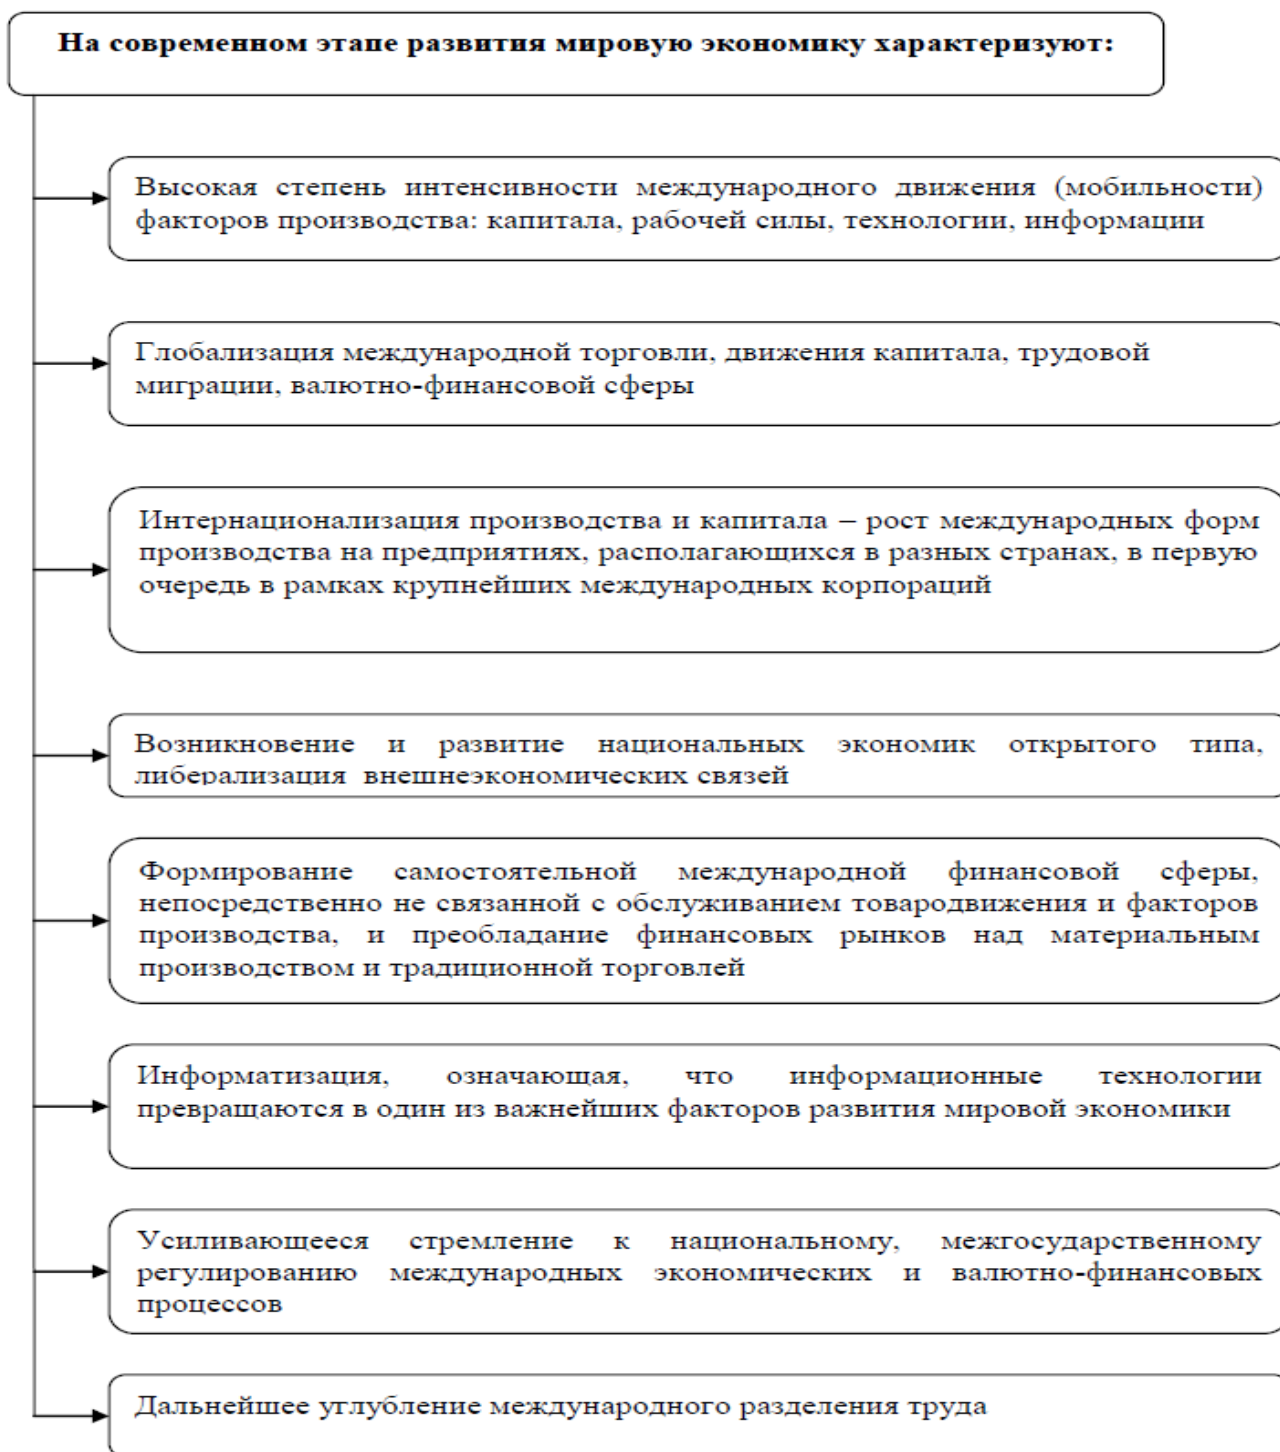 На современном этапе развития мировую экономику характеризуют:
Высокая степень интенсивности международного движения (мобильности)
факторов производства: капитала, рабочей силы, технологии, информации
Глобализация международной торговли, движения капитала, трудовой
миграции, валютно-финансовой сферы
Интернационализация производства и капитала – рост международных форм
производства на предприятиях, располагающихся в разных странах, в первую
очередь в рамках крупнейших международных корпораций
Возникновение и развитие национальных экономик открытого типа,
либерализация внешнеэкономических связей
Формирование самостоятельной международной финансовой сферы,
непосредственно не связанной с обслуживанием товародвижения и факторов
производства, и преобладание финансовых рынков над материальным
производством и традиционной торговлей
Информатизация, означающая, что информационные технологии
превращаются в один из важнейших факторов развития мировой экономики
Усиливающееся стремление к национальному, межгосударственному
регулированию международных экономических и валютно-финансовых
процессов
Дальнейшее углубление международного разделения труда